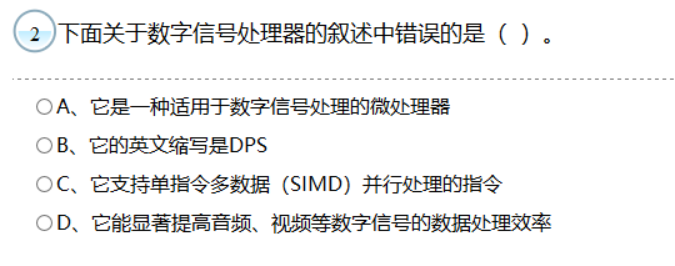 2 下面关于数字信号处理器的叙述中错误的是（ ）。
A、它是一种适用于数字信号处理的微处理器
B、它的英文缩写是DPS
C、它支持单指令多数据（SIMD）并行处理的指令
D、它能显著提高音频、视频等数字信号的数据处理效率